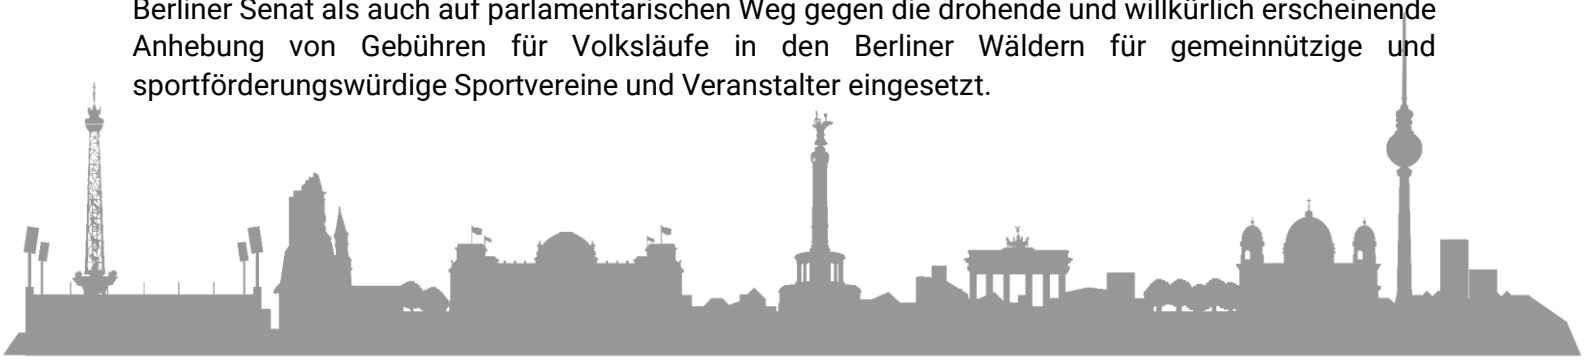 Berliner Senat als auch auf parlamentarischen Weg gegen die drohende und willkürlich erscheinende
Anhebung von Gebühren für Volksläufe in den Berliner Wäldern für gemeinnützige und
sportförderungswürdige Sportvereine und Veranstalter eingesetzt.